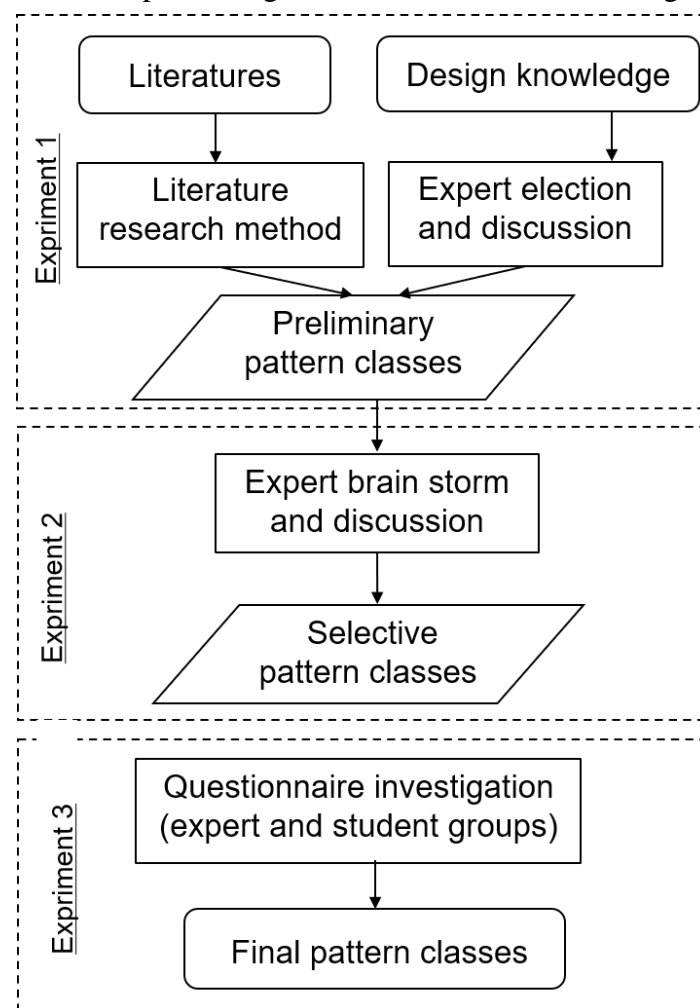 Literatures
Design knowledge
Expriment 1
Literature
research method
Expert election
and discussion
Preliminary
pattern classes
Expriment 2
Expert brain storm
and discussion
Selective
pattern classes
Expriment 3
Questionnaire investigation
(expert and student groups)
Final pattern classes